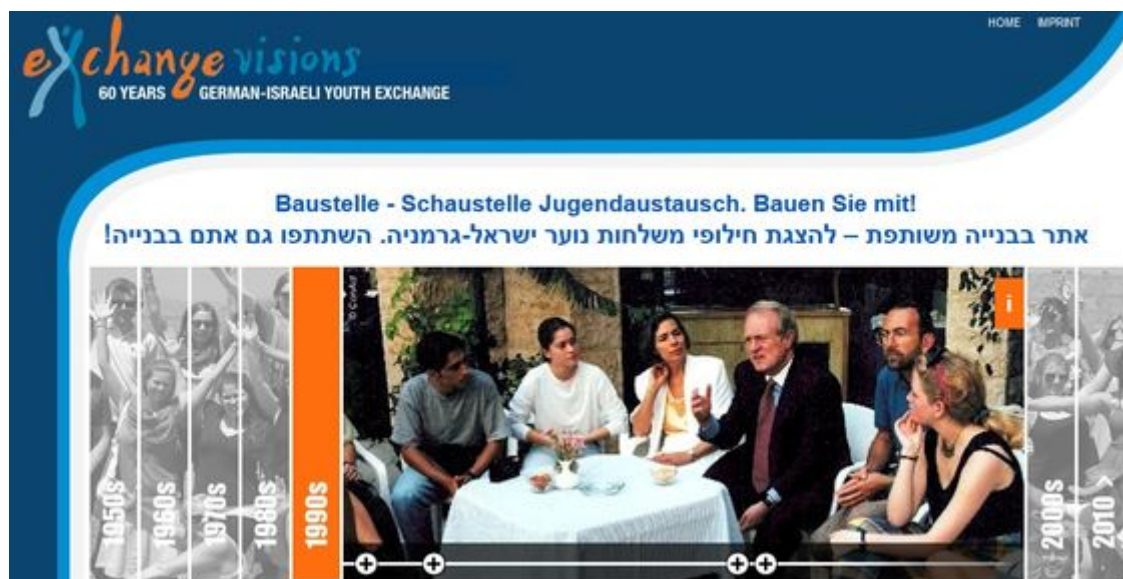 HOME IMPRINT
eXchange visions
60 YEARS GERMAN-ISRAELI YOUTH EXCHANGE
Baustelle - Schaustelle Jugendaustausch. Bauen Sie mit!
אתר בבנייה משותפת – להצגת חילופי משלחות נוער ישראל-גרמניה. השתתפו גם אתם בבנייה!
© ConAct
i
1950s
1960s
1970s
1980s
1990s
2000s
2010 >